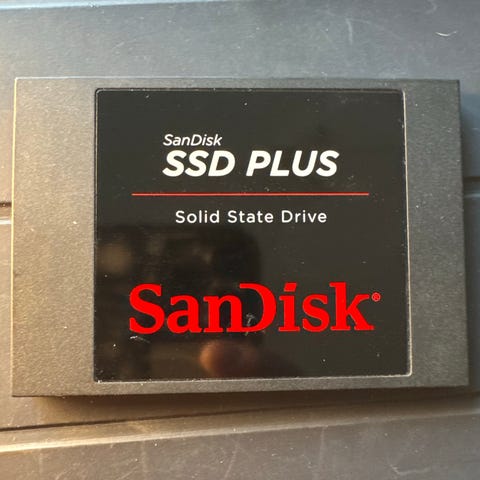 SanDisk
SSD PLUS
Solid State Drive
SanDisk®